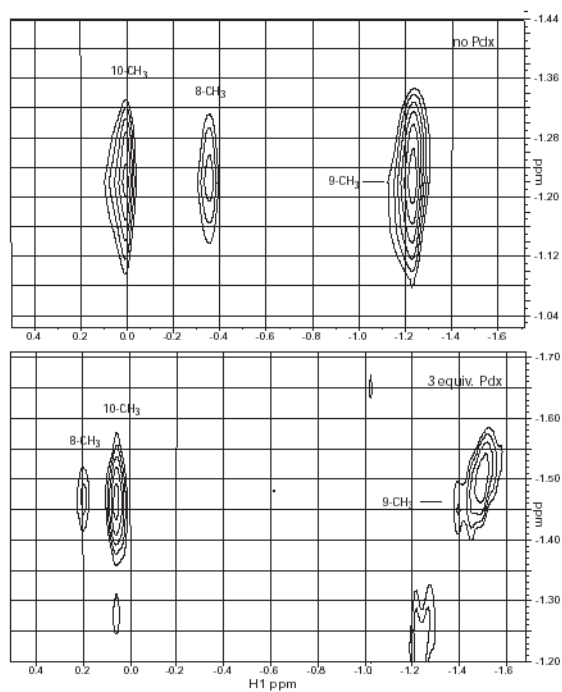 -1.44
no Pdx
10-CH3
-1.36
8-CH3
-1.28
9-CH3
ppm
-1.20
-1.12
-1.04
0.4 0.2 0.0 -0.2 -0.4 -0.6 -0.8 -1.0 -1.2 -1.4 -1.6
-1.70
3 equiv. Pdx
10-CH3
-1.60
8-CH3
-1.50
9-CH3
ppm
-1.40
-1.30
-1.20
0.4 0.2 0.0 -0.2 -0.4 -0.6 -0.8 -1.0 -1.2 -1.4 -1.6
H1 ppm